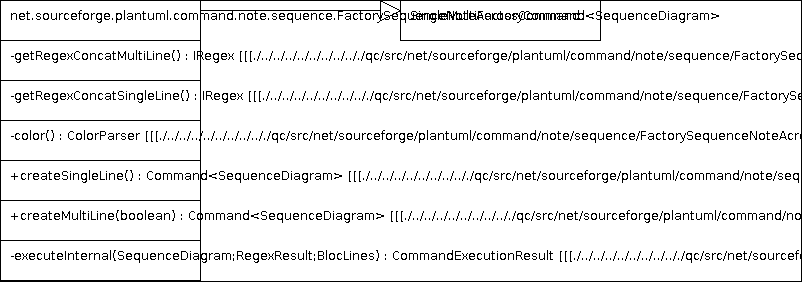 net.sourceforge.plantuml.command.note.sequence.FactorySequenceNoteAcrossCommand
SingleMultiFactoryCommand<SequenceDiagram>
-getRegexConcatMultiLine() : IRegex [[[./../../../../../../../../../qc/src/net/sourceforge/plantuml/command/note/sequence/FactorySeq
-getRegexConcatSingleLine() : IRegex [[[./../../../../../../../../../qc/src/net/sourceforge/plantuml/command/note/sequence/FactorySe
-color() : ColorParser [[[./../../../../../../../../../qc/src/net/sourceforge/plantuml/command/note/sequence/FactorySequenceNoteAcro
+createSingleLine() : Command<SequenceDiagram> [[[./../../../../../../../../../qc/src/net/sourceforge/plantuml/command/note/seq
+createMultiLine(boolean) : Command<SequenceDiagram> [[[./../../../../../../../../../qc/src/net/sourceforge/plantuml/command/no
-executeInternal(SequenceDiagram;RegexResult;BlocLines) : CommandExecutionResult [[[./../../../../../../../../../qc/src/net/sourcef